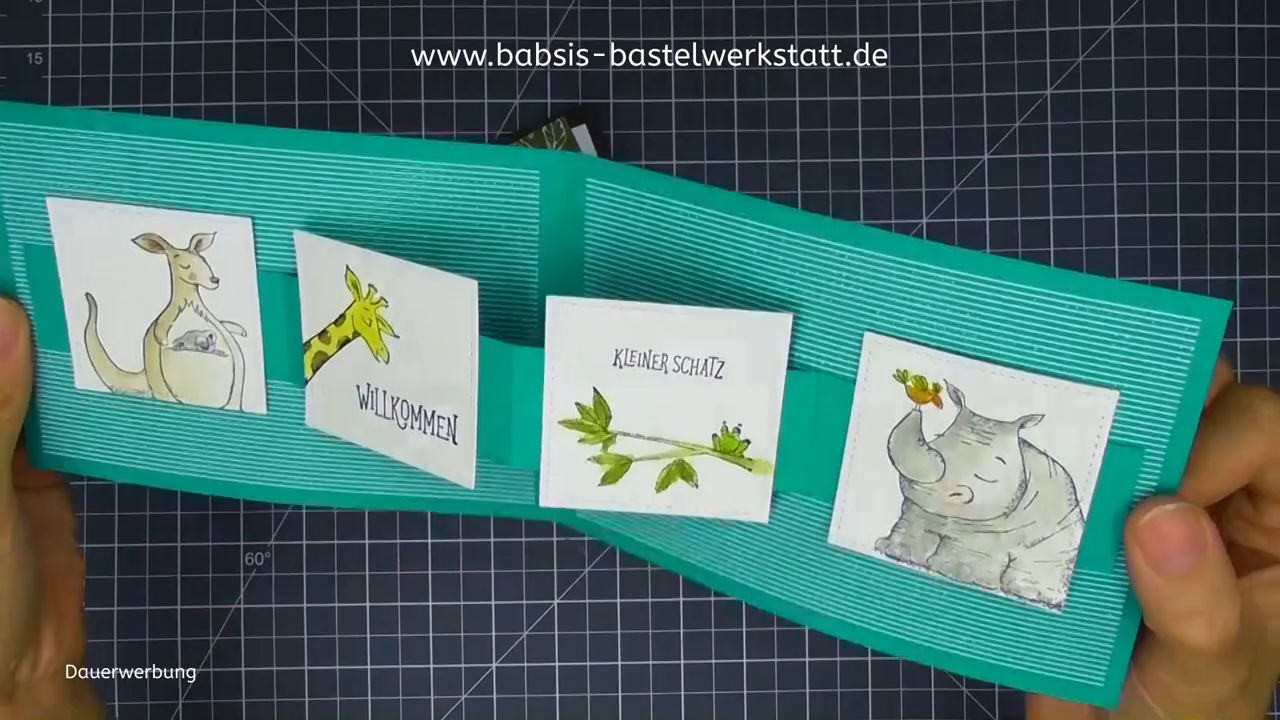 15
www.babsis-bastelwerkstatt.de
WILLKOMMEN
KLEINER SCHATZ
60°
Dauerwerbung